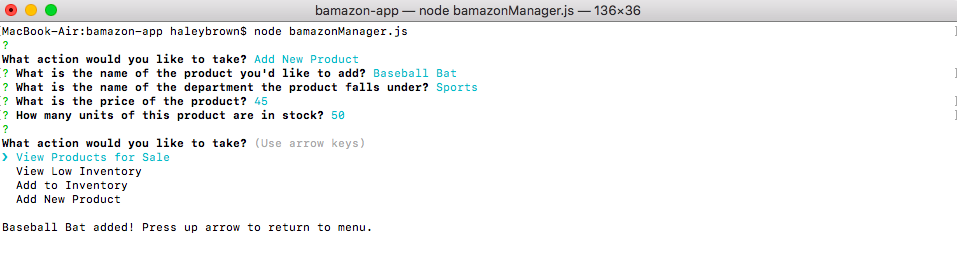 bamazon-app — node bamazonManager.js — 136×36
[MacBook-Air:bamazon-app haleybrown$ node bamazonManager.js ]
?
What action would you like to take? Add New Product
[? What is the name of the product you'd like to add? Baseball Bat ]
[? What is the name of the department the product falls under? Sports
[? What is the price of the product? 45 ]
[? How many units of this product are in stock? 50 ]
?
What action would you like to take? (Use arrow keys)
❯ View Products for Sale
View Low Inventory
Add to Inventory
Add New Product
Baseball Bat added! Press up arrow to return to menu.